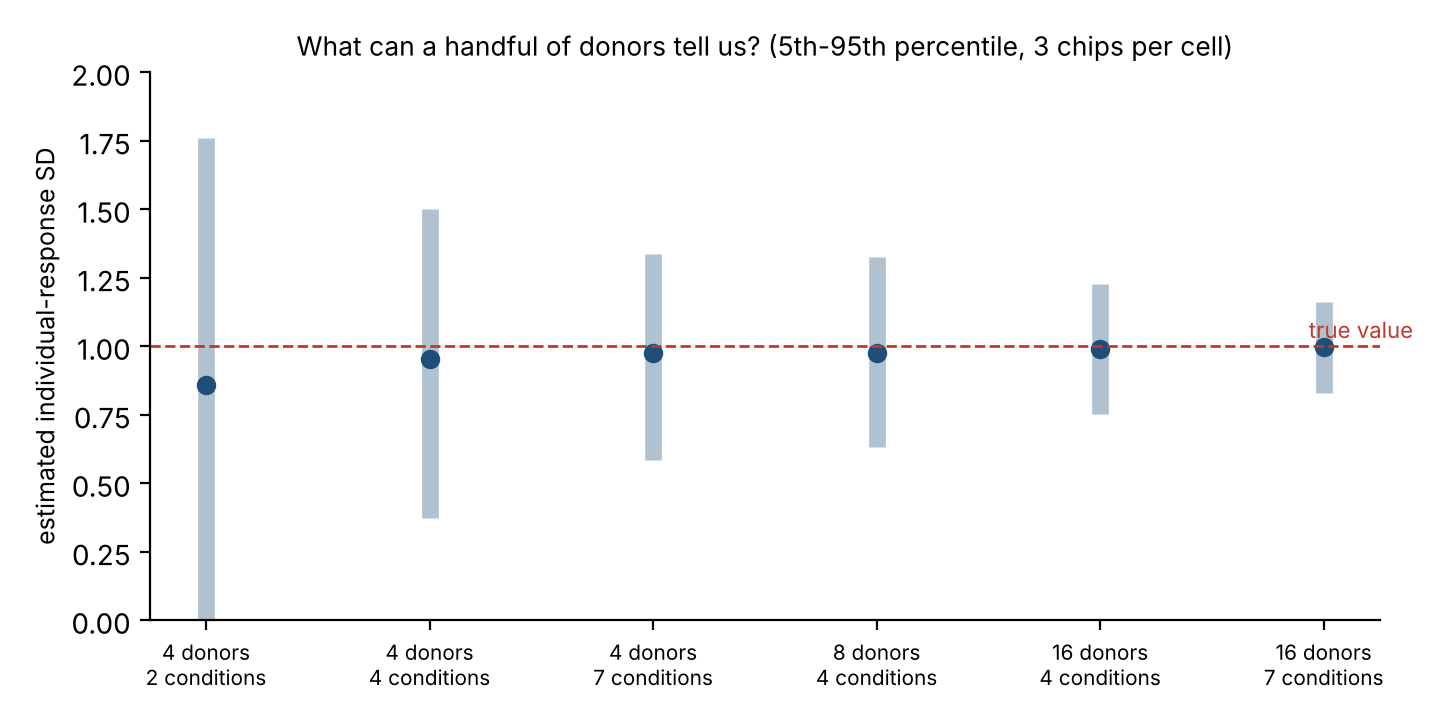 What can a handful of donors tell us? (5th-95th percentile, 3 chips per cell)
estimated individual-response SD
2.00
1.75
1.50
1.25
1.00
0.75
0.50
0.25
0.00
true value
4 donors
2 conditions
4 donors
4 conditions
4 donors
7 conditions
8 donors
4 conditions
16 donors
4 conditions
16 donors
7 conditions